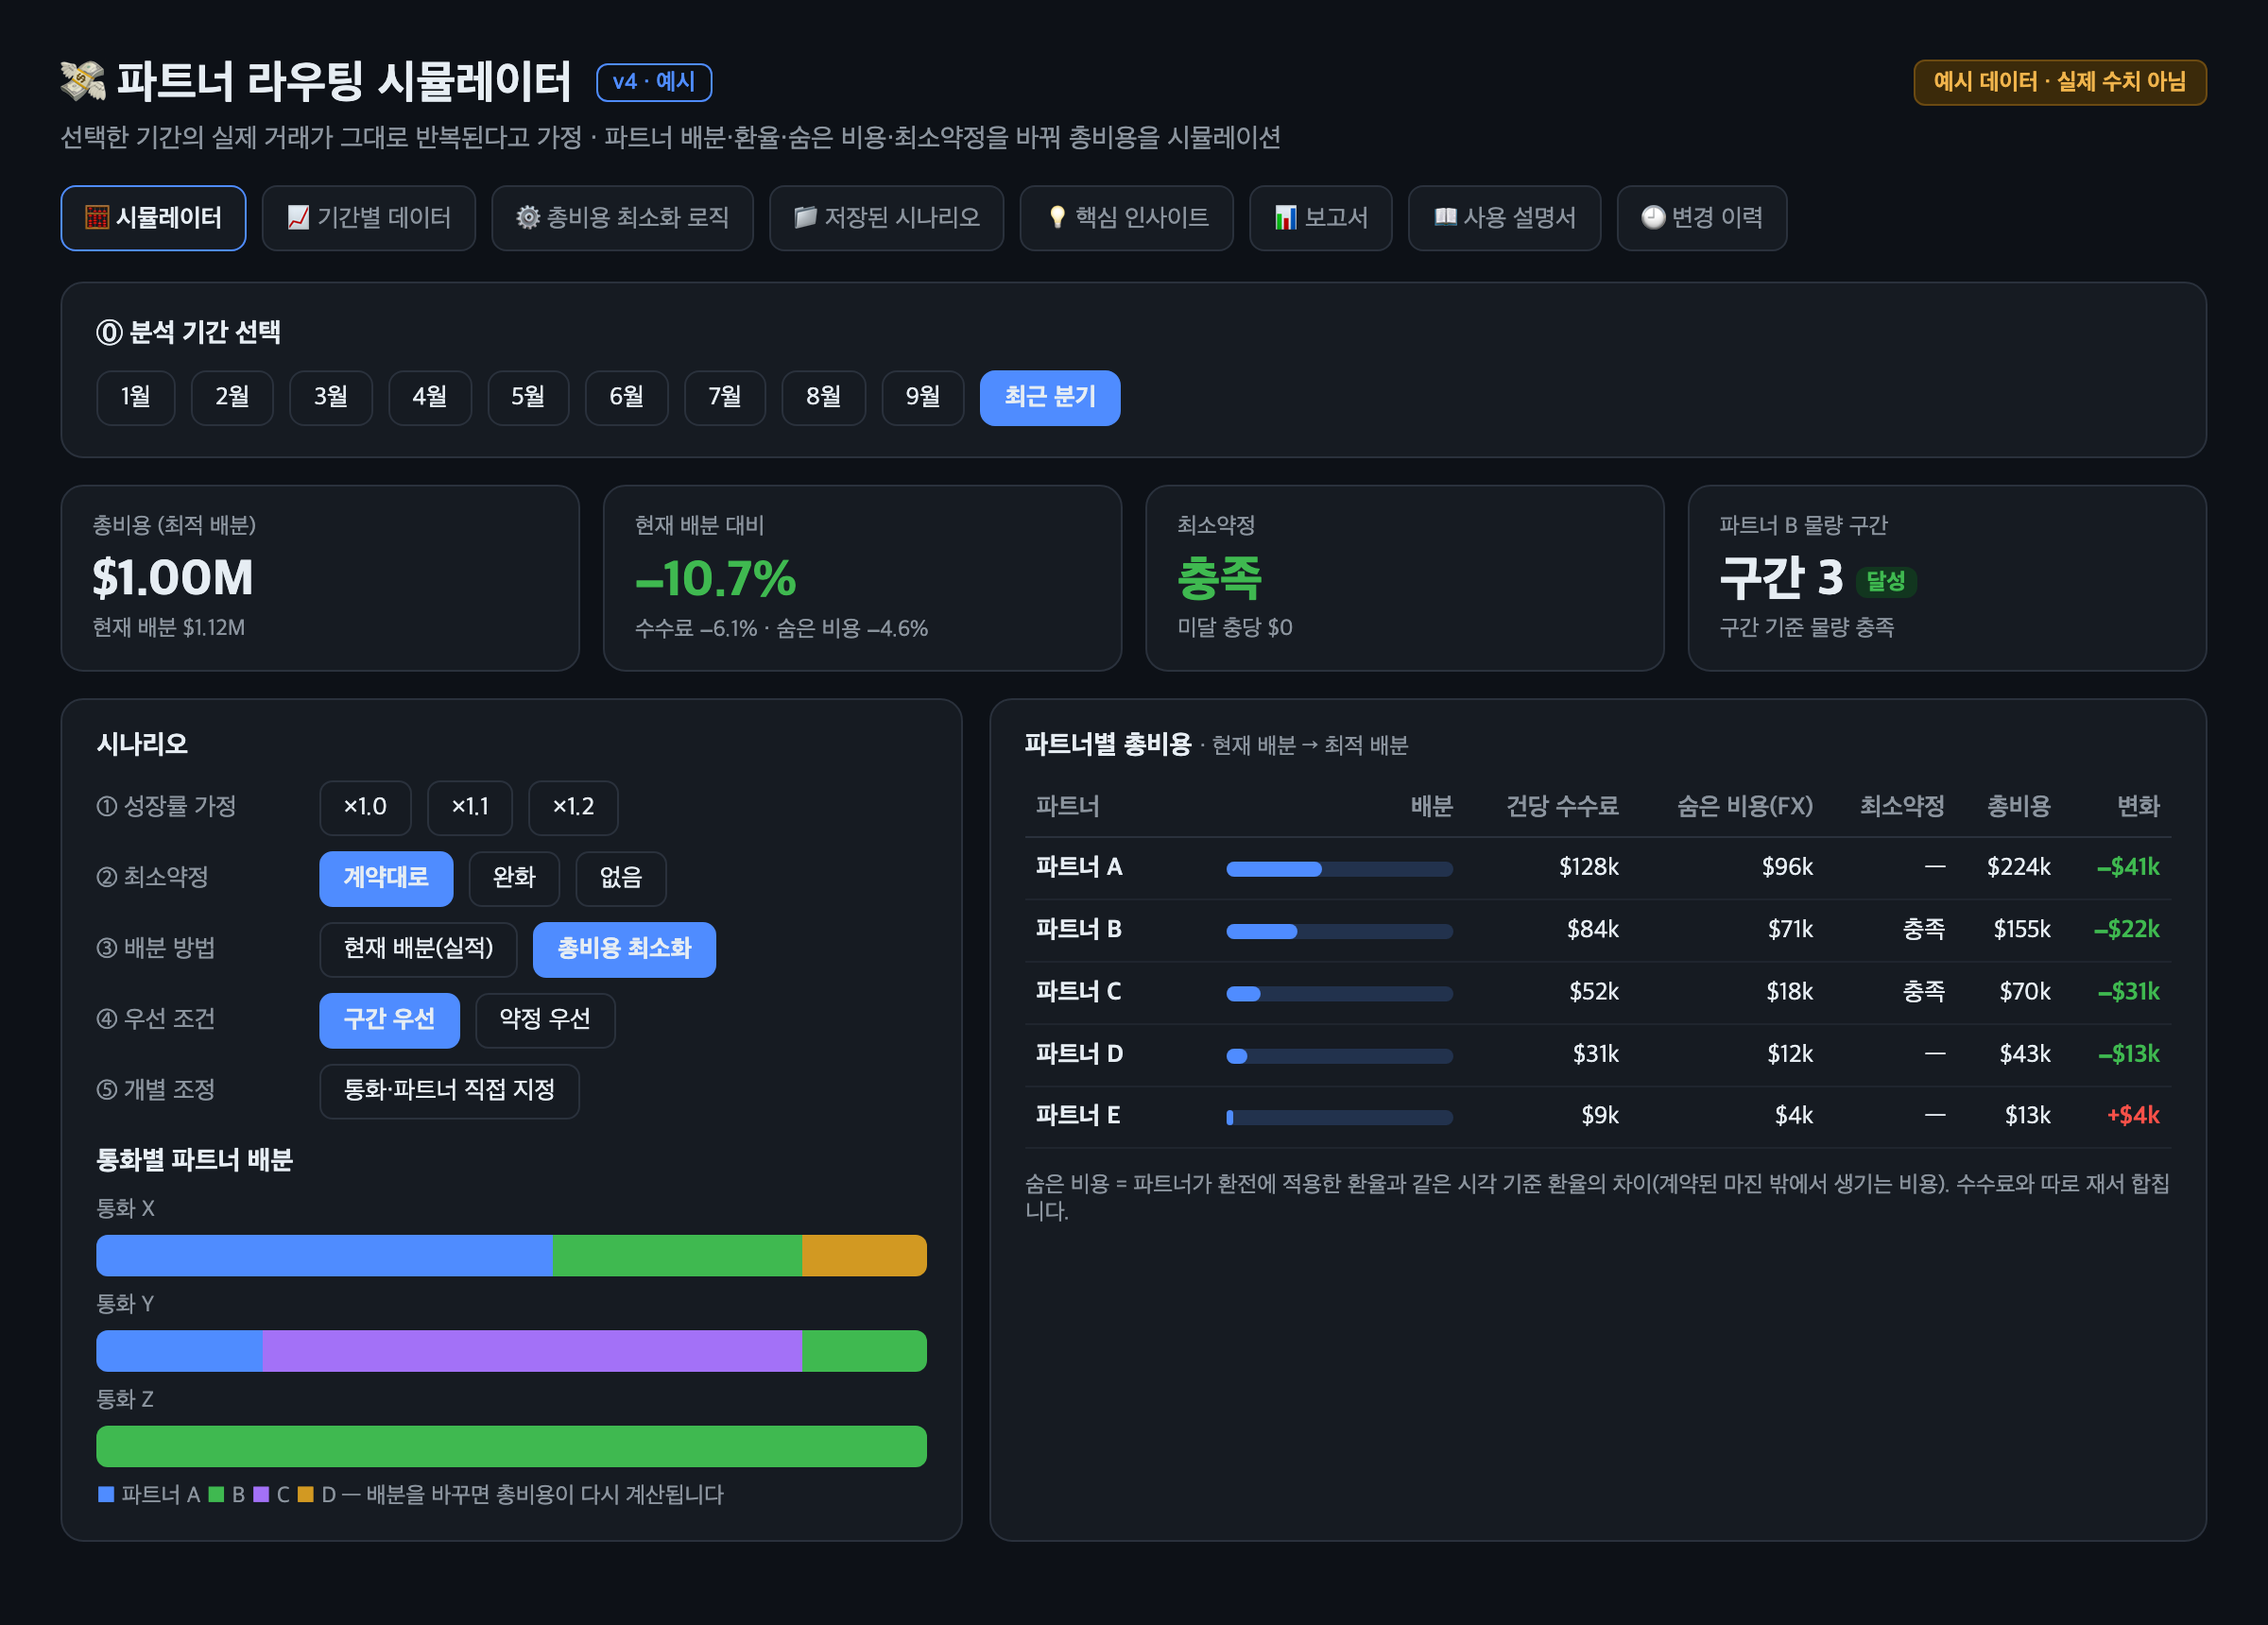 파트너 라우팅 시뮬레이터 v4 · 예시
예시 데이터 · 실제 수치 아님
선택한 기간의 실제 거래가 그대로 반복된다고 가정 · 파트너 배분·환율·숨은 비용·최소약정을 바꿔 총비용을 시뮬레이션
시뮬레이터 기간별 데이터 총비용 최소화 로직 저장된 시나리오 핵심 인사이트 보고서 사용 설명서 변경 이력
⓪ 분석 기간 선택
1월 2월 3월 4월 5월 6월 7월 8월 9월 최근 분기
총비용 (최적 배분)
$1.00M
현재 배분 $1.12M
현재 배분 대비
–10.7%
수수료 –6.1% · 숨은 비용 –4.6%
최소약정
충족
미달 충당 $0
파트너 B 물량 구간
구간 3 달성
구간 기준 물량 충족
시나리오
① 성장률 가정 ×1.0 ×1.1 ×1.2
② 최소약정 계약대로 완화 없음
③ 배분 방법 현재 배분(실적) 총비용 최소화
④ 우선 조건 구간 우선 약정 우선
⑤ 개별 조정 통화·파트너 직접 지정
통화별 파트너 배분
통화 X
통화 Y
통화 Z
파트너 A B C D — 배분을 바꾸면 총비용이 다시 계산됩니다
파트너별 총비용 · 현재 배분 → 최적 배분
파트너 배분 건당 수수료 숨은 비용(FX) 최소약정 총비용 변화
파트너 A $128k $96k — $224k –$41k
파트너 B $84k $71k 충족 $155k –$22k
파트너 C $52k $18k 충족 $70k –$31k
파트너 D $31k $12k — $43k –$13k
파트너 E $9k $4k — $13k +$4k
숨은 비용 = 파트너가 환전에 적용한 환율과 같은 시각 기준 환율의 차이(계약된 마진 밖에서 생기는 비용). 수수료와 따로 재서 합칩
니다.